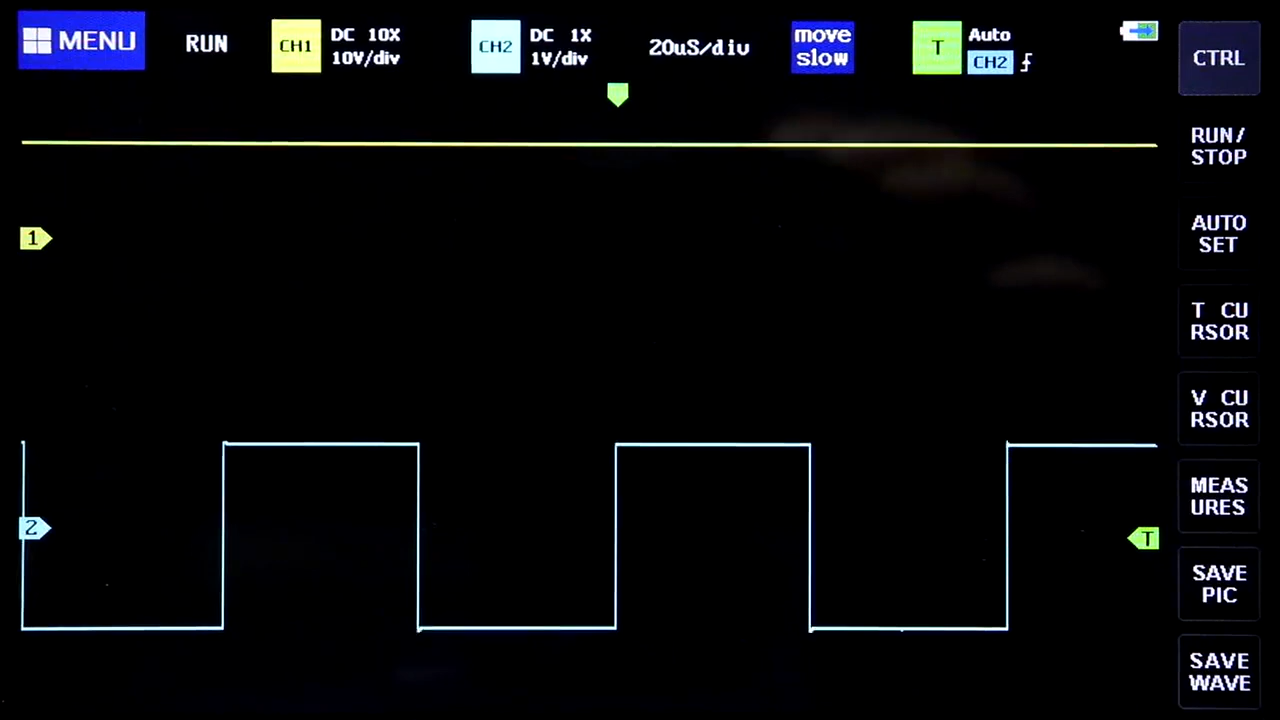 MENU
RUN
CH1
DC 10X
10V/div
CH2
DC 1X
1V/div
20uS/div
move
slow
T
Auto
CH2
CTRL
RUN/
STOP
1
AUTO
SET
T CU
RSOR
V CU
RSOR
MEAS
URES
2
T
SAVE
PIC
SAVE
WAVE